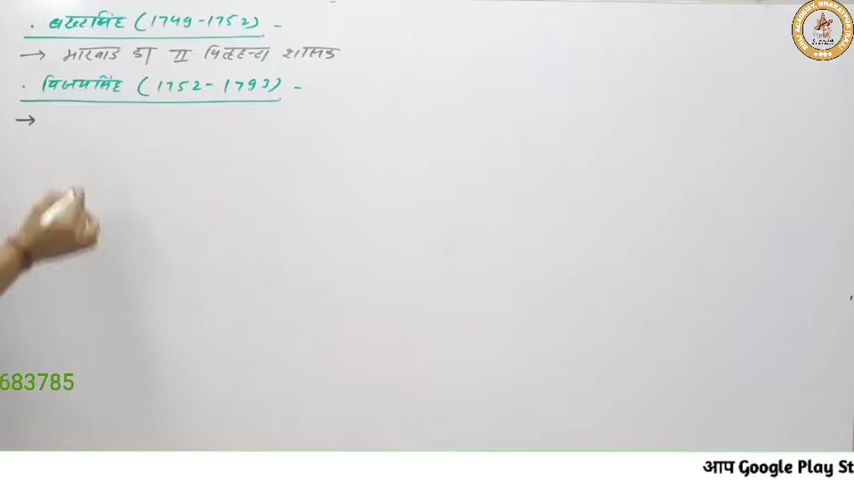 · बख्तसिंह (1749-1752) -
→ मारवाड का II पितृहन्ता शासक
· विजयसिंह (1752-1793) -
→
683785
आप Google Play St